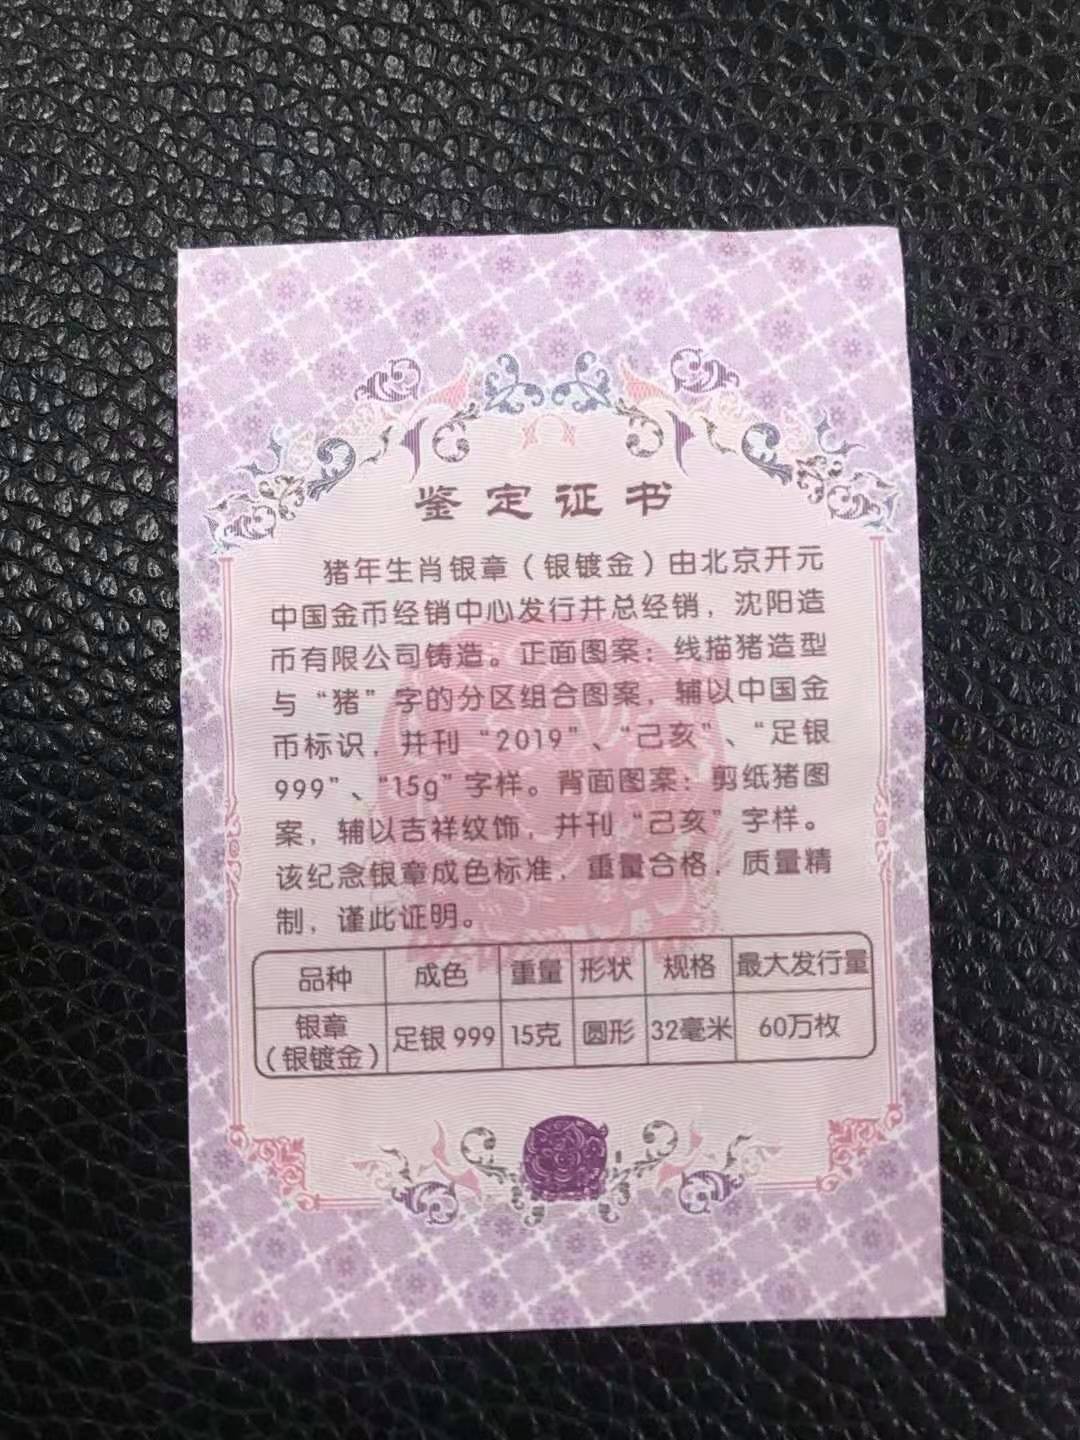 鉴定证书
猪年生肖银章（银镀金）由北京开元
中国金币经销中心发行并总经销，沈阳造
币有限公司铸造。正面图案：线描猪造型
与“猪”字的分区组合图案，辅以中国金
币标识，并刊“2019”、“己亥”、“足银
999”、“15g”字样。背面图案：剪纸猪图
案，辅以吉祥纹饰，并刊“己亥”字样。
该纪念银章成色标准，重量合格，质量精
制，谨此证明。
品种 成色 重量 形状 规格 最大发行量
银章
（银镀金） 足银 999 15克 圆形 32毫米 60万枚